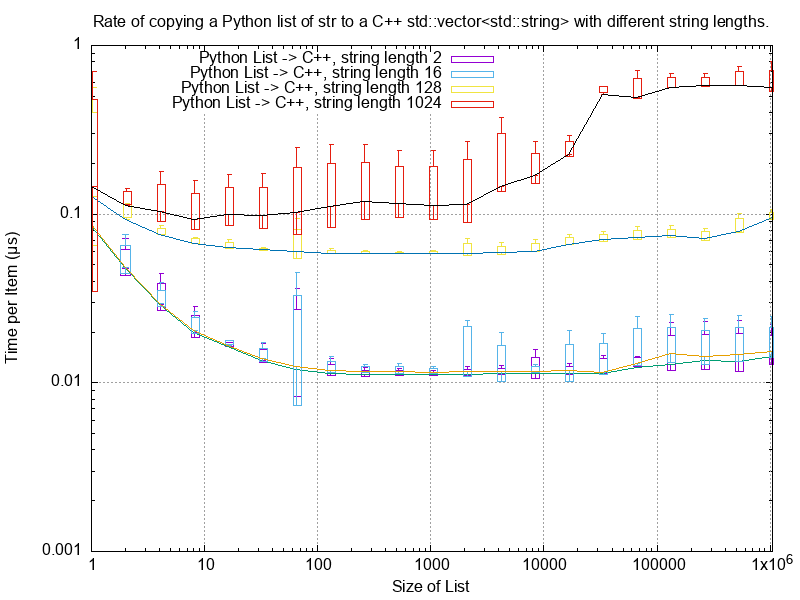 Rate of copying a Python list of str to a C++ std::vector<std::string> with different string lengths.
Python List -> C++, string length 2
Python List -> C++, string length 16
Python List -> C++, string length 128
Python List -> C++, string length 1024
1
0.1
0.01
0.001
Time per Item (µs)
1 10 100 1000 10000 100000 1x10^6
Size of List